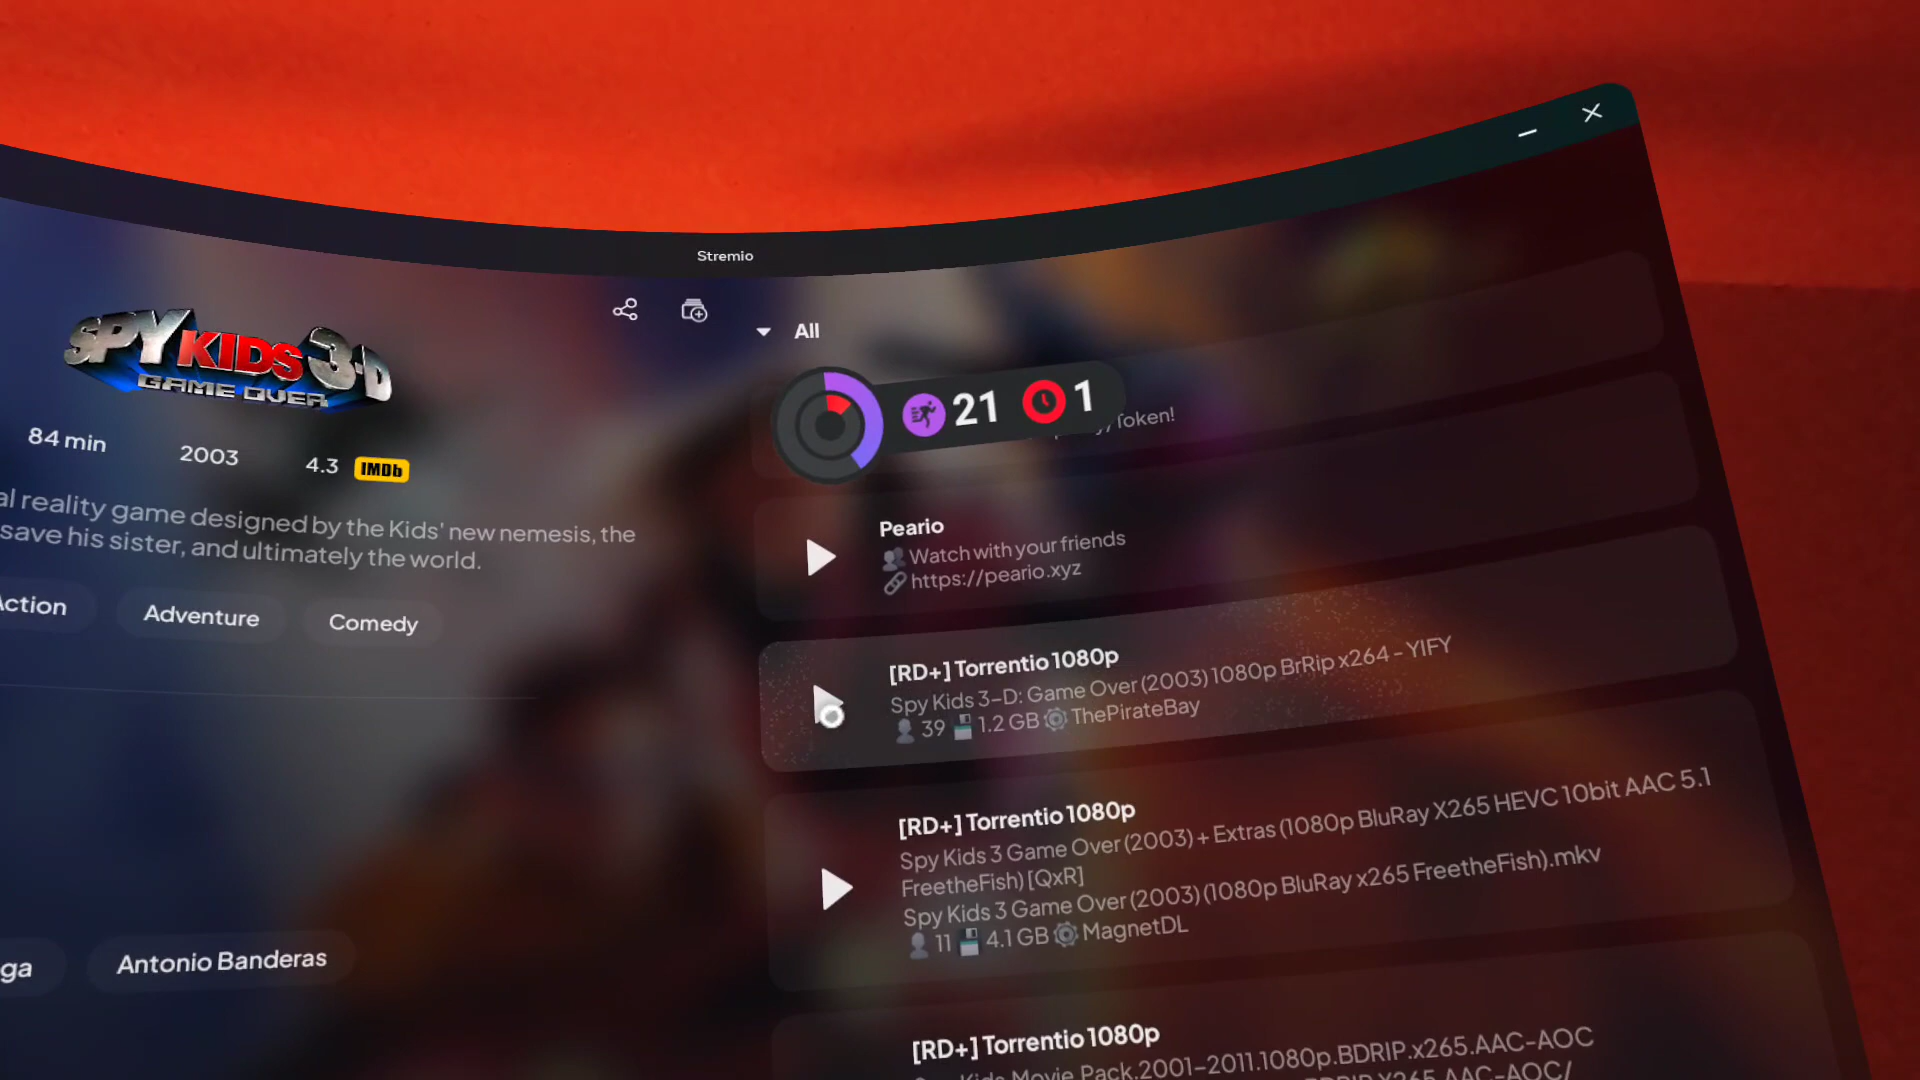 Stremio
SPY KIDS 3-D
GAME OVER
84 min
2003
4.3
IMDb
al reality game designed by the Kids' new nemesis, the
save his sister, and ultimately the world.
Action
Adventure
Comedy
ga
Antonio Banderas
All
21
1
Token!
Peario
Watch with your friends
https://peario.xyz
[RD+] Torrentio 1080p
Spy Kids 3-D: Game Over (2003) 1080p BrRip x264 - YIFY
39 1.2 GB ThePirateBay
[RD+] Torrentio 1080p
Spy Kids 3 Game Over (2003) + Extras (1080p BluRay X265 HEVC 10bit AAC 5.1
FreetheFish) [QxR]
Spy Kids 3 Game Over (2003) (1080p BluRay x265 FreetheFish).mkv
11 4.1 GB MagnetDL
[RD+] Torrentio 1080p
Kids Movie Pack.2001-2011.1080p.BDRIP.x265.AAC-AOC
BDRIP.X265.AAC-AOC/